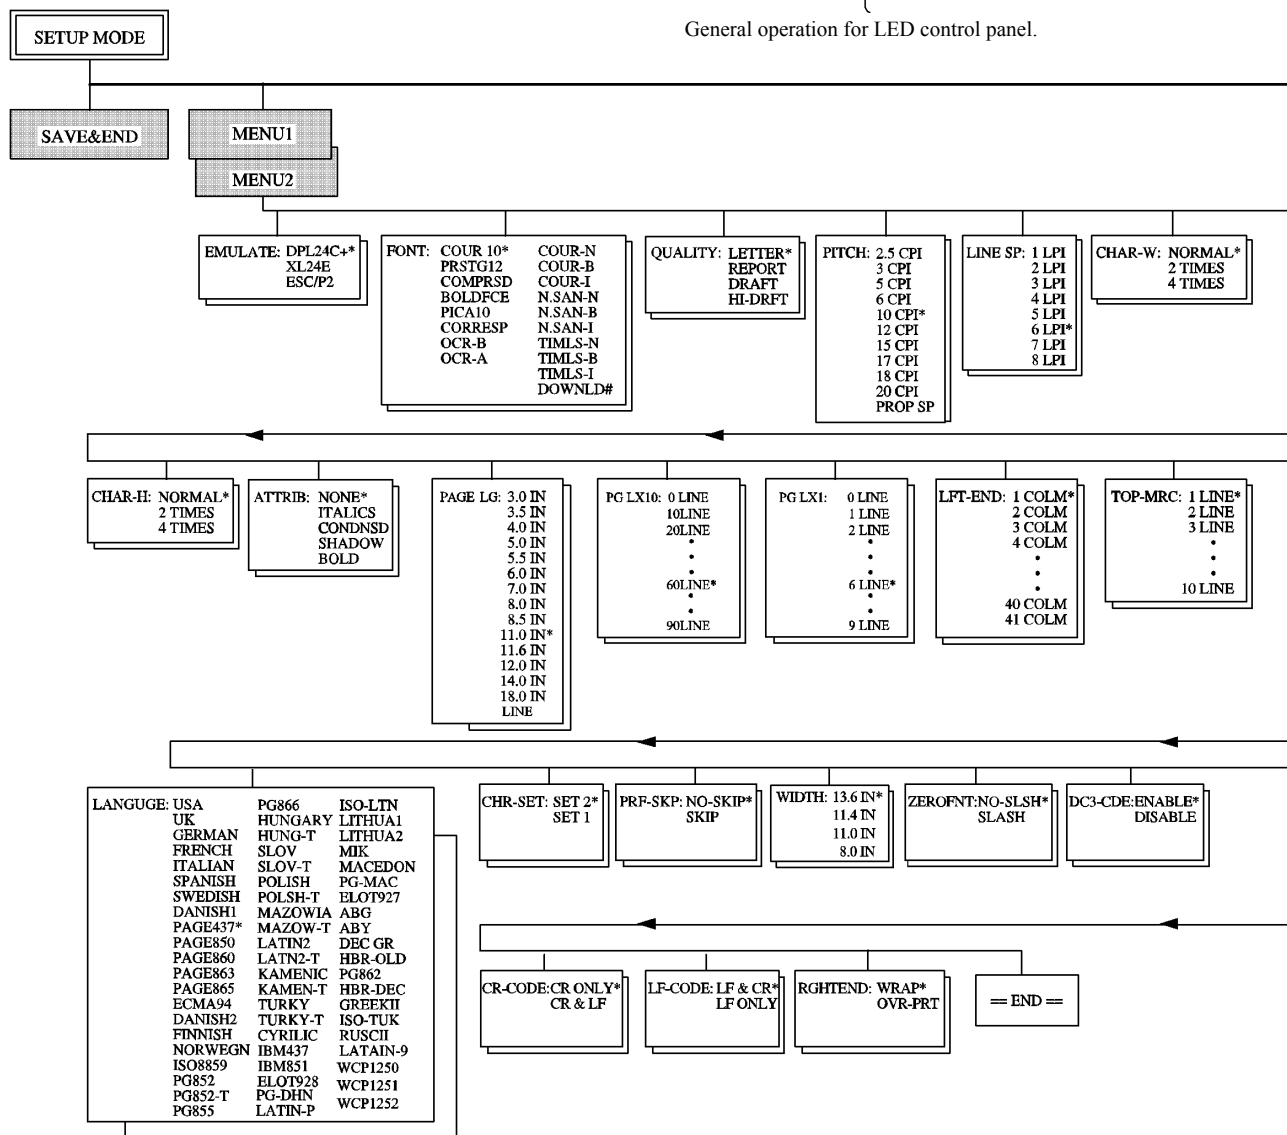 General operation for LED control panel.
SETUP MODE
SAVE&END
MENU1
MENU2
EMULATE: DPL24C+*
XL24E
ESC/P2
FONT: COUR 10*
PRSTG12
COMPRSD
BOLDFCE
PICA10
CORRESP
OCR-B
OCR-A
COUR-N
COUR-B
COUR-I
N.SAN-N
N.SAN-B
N.SAN-I
TIMLS-N
TIMLS-B
TIMLS-I
DOWNLD#
QUALITY: LETTER*
REPORT
DRAFT
HI-DRFT
PITCH: 2.5 CPI
3 CPI
5 CPI
6 CPI
10 CPI*
12 CPI
15 CPI
17 CPI
18 CPI
20 CPI
PROP SP
LINE SP: 1 LPI
2 LPI
3 LPI
4 LPI
5 LPI
6 LPI*
7 LPI
8 LPI
CHAR-W: NORMAL*
2 TIMES
4 TIMES
CHAR-H: NORMAL*
2 TIMES
4 TIMES
ATTRIB: NONE*
ITALICS
CONDNSD
SHADOW
BOLD
PAGE LG: 3.0 IN
3.5 IN
4.0 IN
5.0 IN
5.5 IN
6.0 IN
7.0 IN
8.0 IN
8.5 IN
11.0 IN*
11.6 IN
12.0 IN
14.0 IN
18.0 IN
LINE
PG LX10: 0 LINE
10LINE
20LINE
60LINE*
90LINE
PG LX1: 0 LINE
1 LINE
2 LINE
6 LINE*
9 LINE
LFT-END: 1 COLM*
2 COLM
3 COLM
4 COLM
40 COLM
41 COLM
TOP-MRC: 1 LINE*
2 LINE
3 LINE
10 LINE
LANGUGE: USA
UK
GERMAN
FRENCH
ITALIAN
SPANISH
SWEDISH
DANISH1
PAGE437*
PAGE850
PAGE860
PAGE863
PAGE865
ECMA94
DANISH2
FINNISH
NORWEGN
ISO8859
PG852
PG852-T
PG855
PG866
HUNGARY
HUNG-T
SLOV
SLOV-T
POLISH
POLSH-T
MAZOWIA
MAZOW-T
LATIN2
LATN2-T
KAMENIC
KAMEN-T
TURKY
TURKY-T
CYRILIC
IBM437
IBM851
ELOT928
PG-DHN
LATIN-P
ISO-LTN
LITHUA1
LITHUA2
MIK
MACEDON
PG-MAC
ELOT927
ABG
ABY
DEC GR
HBR-OLD
PG862
HBR-DEC
GREEKII
ISO-TUK
RUSCII
LATAIN-9
WCP1250
WCP1251
WCP1252
CHR-SET: SET 2*
SET 1
PRF-SKP: NO-SKIP*
SKIP
WIDTH: 13.6 IN*
11.4 IN
11.0 IN
8.0 IN
ZEROFNT:NO-SLSH*
SLASH
DC3-CDE:ENABLE*
DISABLE
CR-CODE:CR ONLY*
CR & LF
LF-CODE: LF & CR*
LF ONLY
RGHTEND: WRAP*
OVR-PRT
== END ==